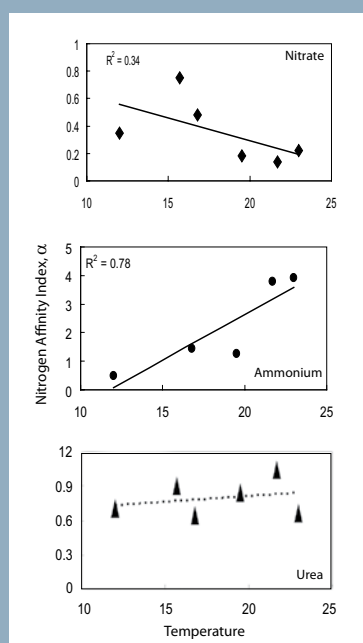 1
R² = 0.34
Nitrate
0.8
0.6
0.4
0.2
0
10 15 20 25
5
R² = 0.78
4
3
2
1
Ammonium
0
10 15 20 25
Nitrogen Affinity Index, α
12
0.9
0.6
0.3
Urea
0
10 15 20 25
Temperature